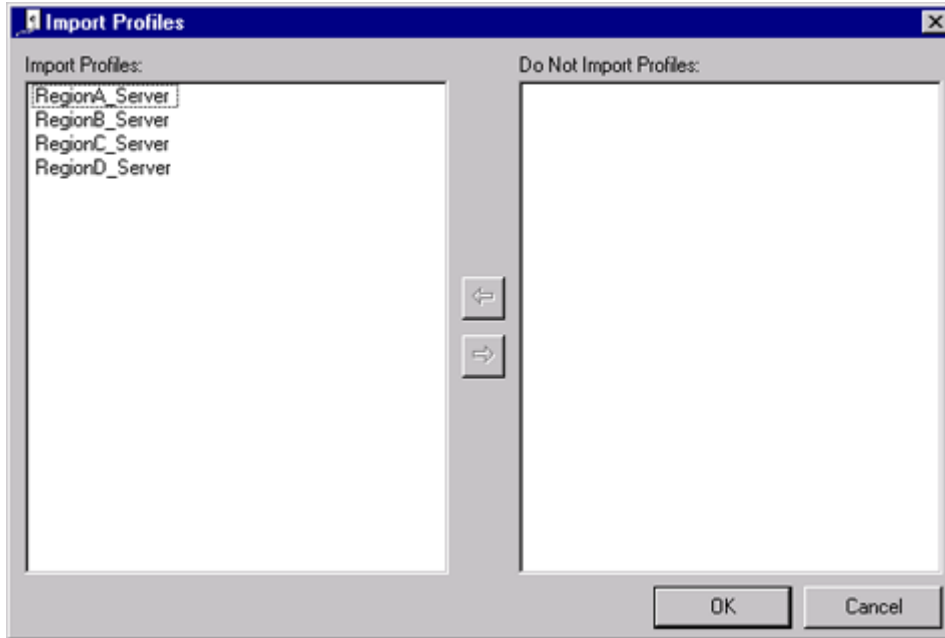 Import Profiles
Import Profiles:
RegionA_Server
RegionB_Server
RegionC_Server
RegionD_Server
Do Not Import Profiles:
OK
Cancel